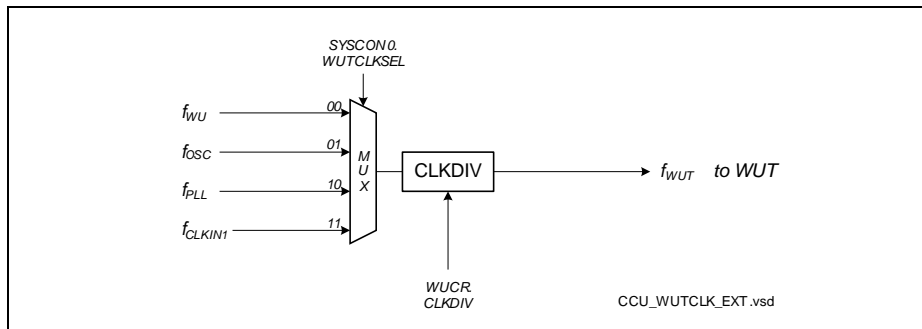 SYSCON0.
WUTCLKSEL
fWU
00
fOSC
01
fPLL
10
fCLKIN1
11
M
U
X
CLKDIV
fWUT to WUT
WUCR.
CLKDIV
CCU_WUTCLK_EXT.vsd